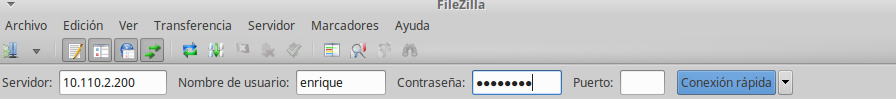 FileZilla
Archivo Edición Ver Transferencia Servidor Marcadores Ayuda
Servidor: 10.110.2.200 Nombre de usuario: enrique Contraseña: ●●●●●●●● Puerto: Conexión rápida